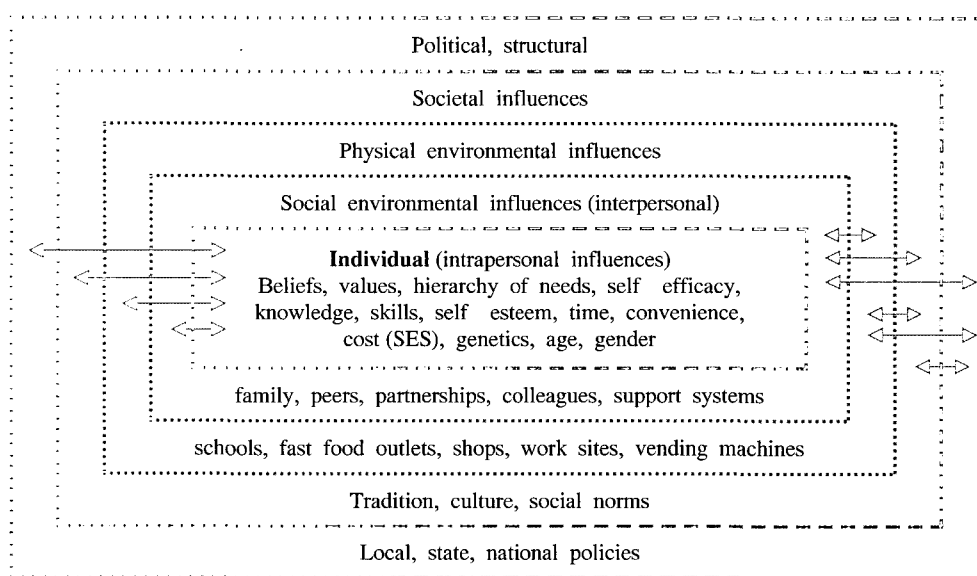 Political, structural
Societal influences
Physical environmental influences
Social environmental influences (interpersonal)
Individual (intrapersonal influences)
Beliefs, values, hierarchy of needs, self efficacy,
knowledge, skills, self esteem, time, convenience,
cost (SES), genetics, age, gender
family, peers, partnerships, colleagues, support systems
schools, fast food outlets, shops, work sites, vending machines
Tradition, culture, social norms
Local, state, national policies